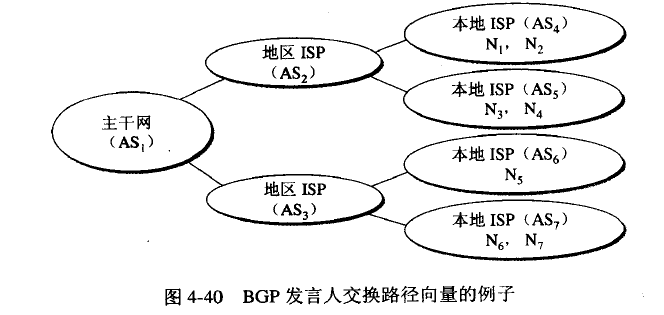 主干网
(AS₁)
地区 ISP
(AS₂)
地区 ISP
(AS₃)
本地 ISP (AS₄)
N₁, N₂
本地 ISP (AS₅)
N₃, N₄
本地 ISP (AS₆)
N₅
本地 ISP (AS₇)
N₆, N₇
图 4-40 BGP 发言人交换路径向量的例子